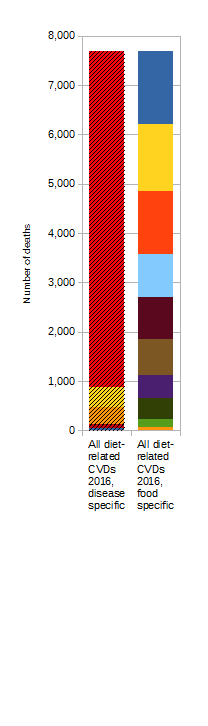 8,000
7,000
6,000
5,000
4,000
3,000
2,000
1,000
0
Number of deaths
All diet-
related
CVDs
2016,
disease
specific
All diet-
related
CVDs
2016,
food
specific